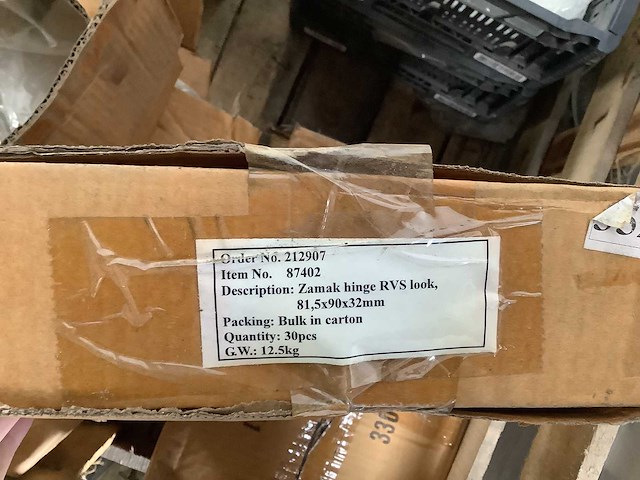 Order No. 212907
Item No. 87402
Description: Zamak hinge RVS look,
81,5x90x32mm
Packing: Bulk in carton
Quantity: 30pcs
G.W.: 12.5kg